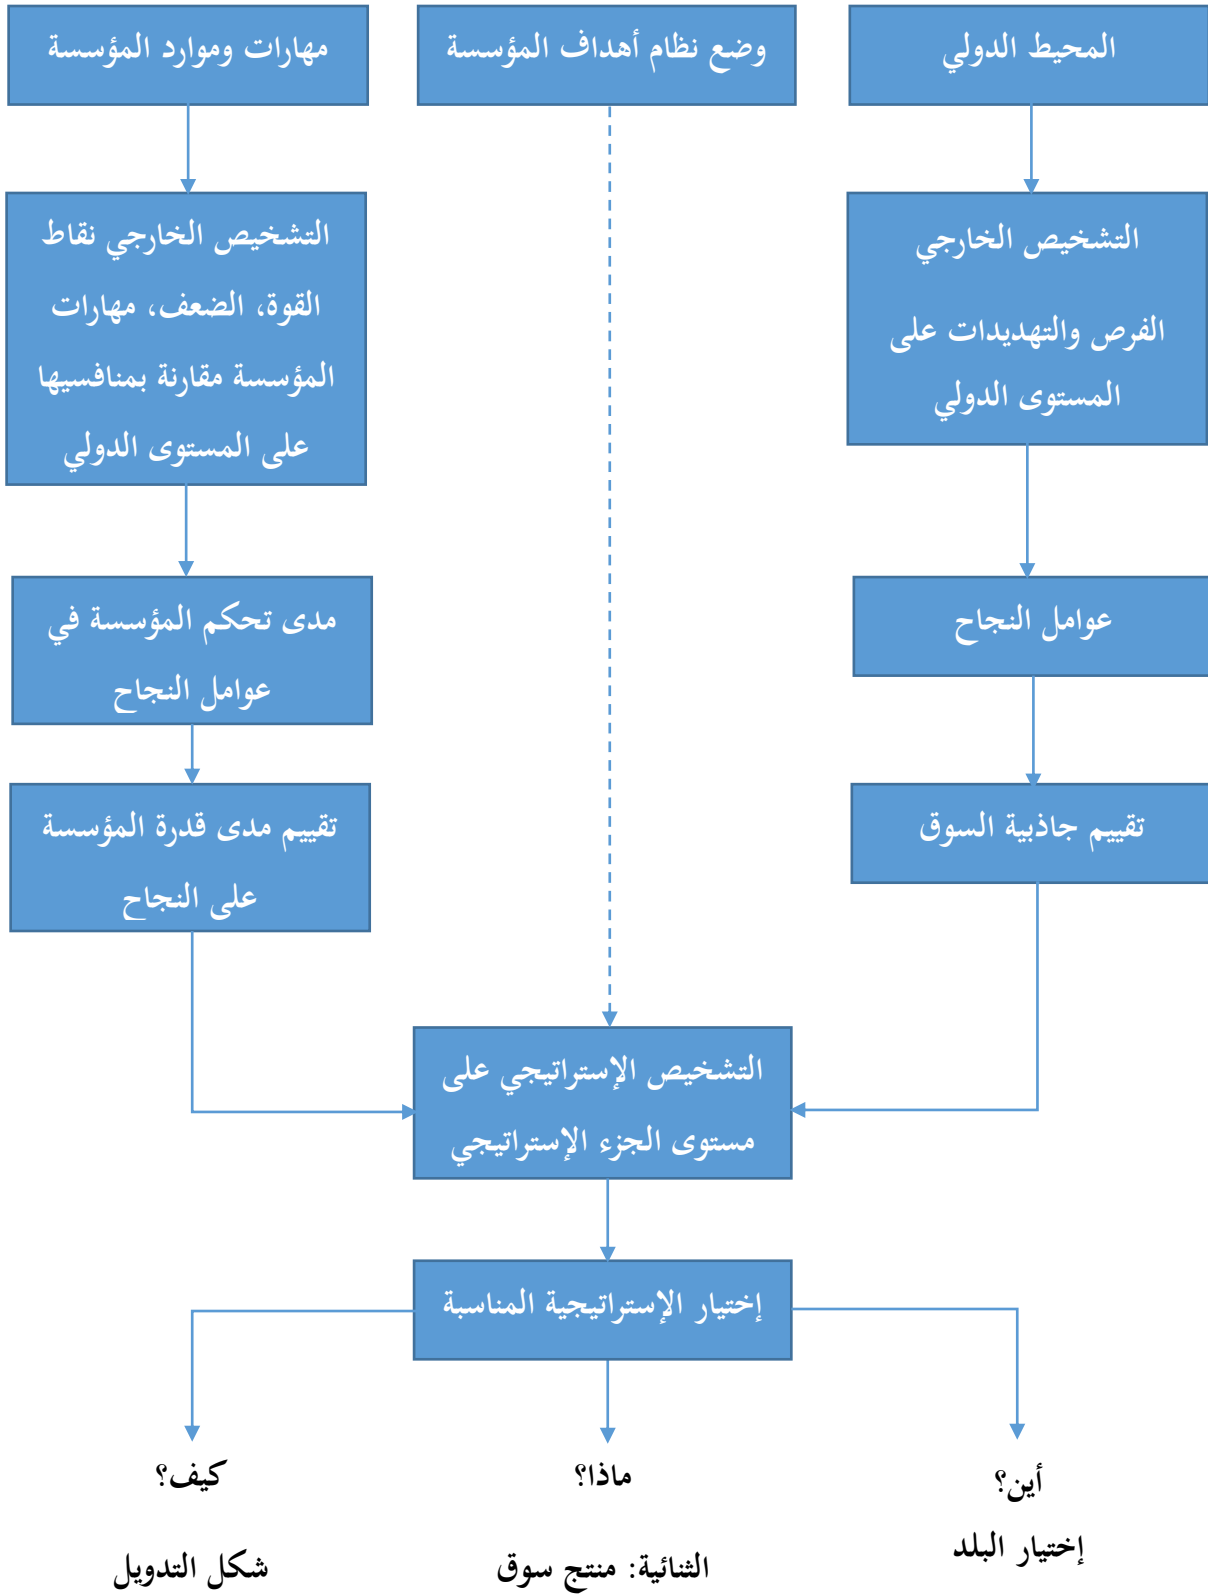 المحيط الدولي
وضع نظام أهداف المؤسسة
مهارات وموارد المؤسسة
التشخيص الخارجي
الفرص والتهديدات على
المستوى الدولي
التشخيص الخارجي نقاط
القوة، الضعف، مهارات
المؤسسة مقارنة بمنافسيها
على المستوى الدولي
عوامل النجاح
مدى تحكم المؤسسة في
عوامل النجاح
تقييم جاذبية السوق
تقييم مدى قدرة المؤسسة
على النجاح
التشخيص الإستراتيجي على
مستوى الجزء الإستراتيجي
إختيار الإستراتيجية المناسبة
أين؟
إختيار البلد
ماذا؟
الثنائية: منتج سوق
كيف؟
شكل التدويل